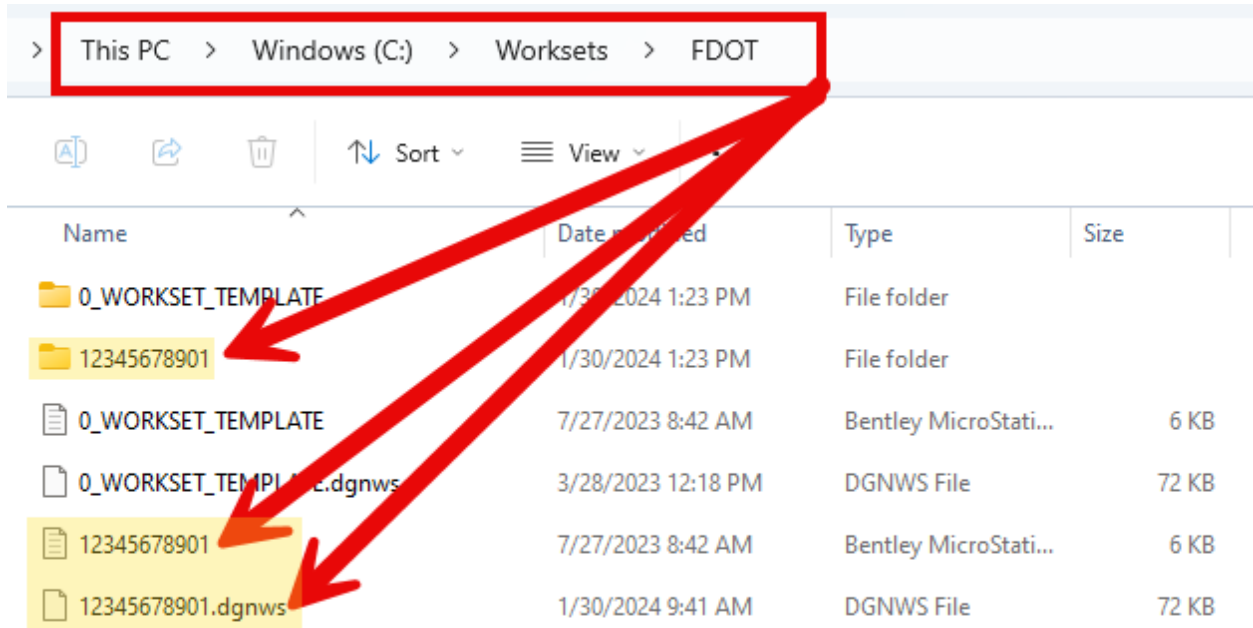 > This PC > Windows (C:) > Worksets > FDOT
Sort View
Name Date Type Size
0_WORKSET_TEMPLATE 2024 1:23 PM File folder
12345678901 1/30/2024 1:23 PM File folder
0_WORKSET_TEMPLATE 7/27/2023 8:42 AM Bentley MicroStati... 6 KB
0_WORKSET_TEMPLATE.dgnws 3/28/2023 12:18 PM DGNWS File 72 KB
12345678901 7/27/2023 8:42 AM Bentley MicroStati... 6 KB
12345678901.dgnws 1/30/2024 9:41 AM DGNWS File 72 KB